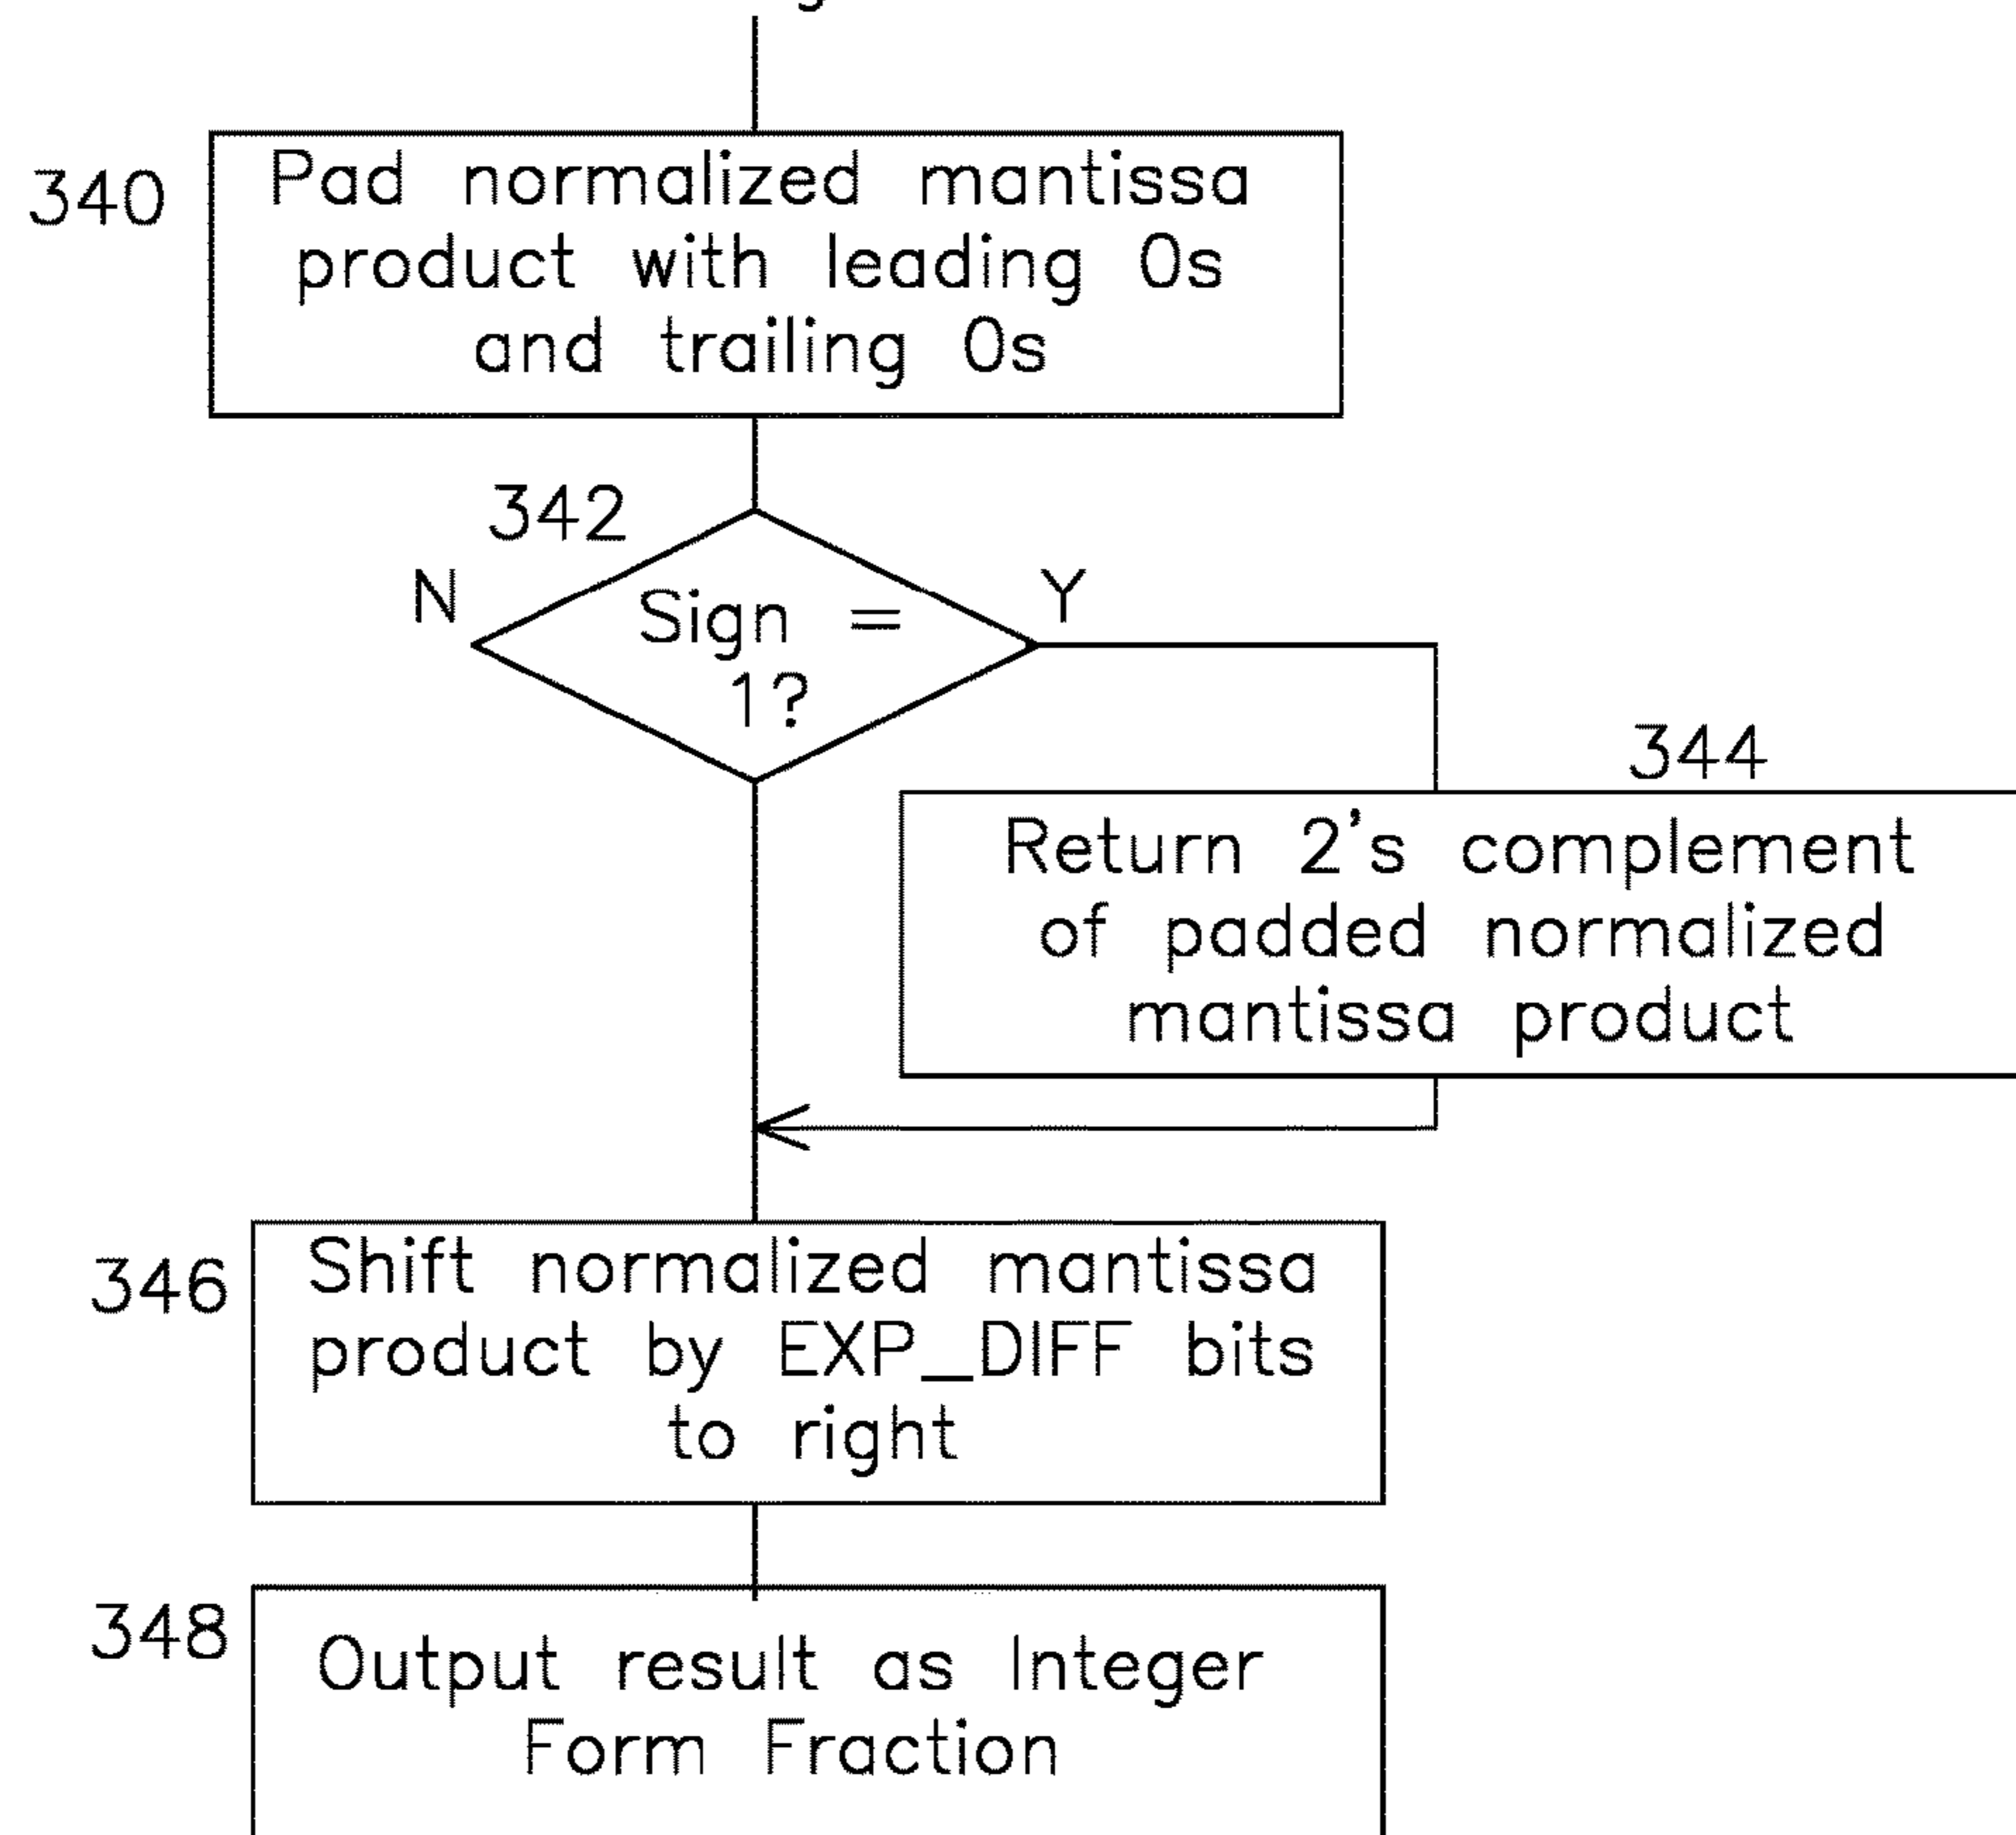 340
Pad normalized mantissa
product with leading 0s
and trailing 0s
342
N
Y
Sign =
1?
344
Return 2's complement
of padded normalized
mantissa product
346
Shift normalized mantissa
product by EXP_DIFF bits
to right
348
Output result as Integer
Form Fraction